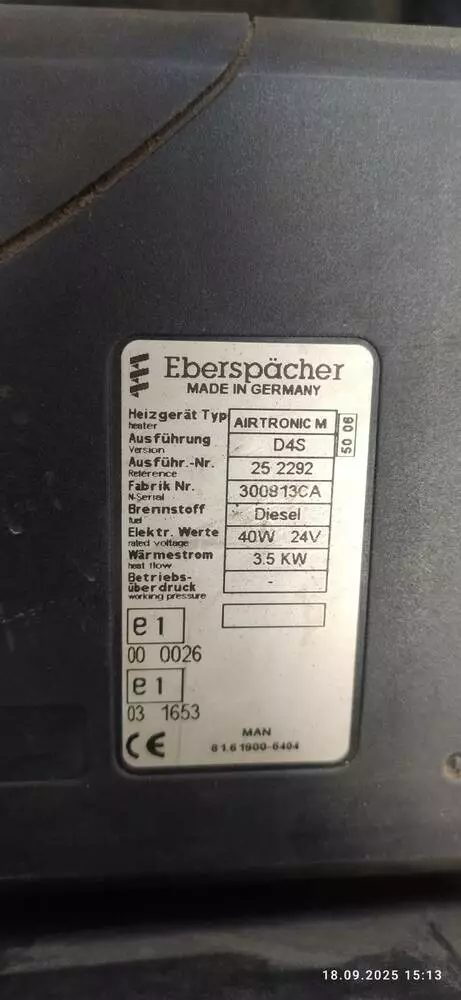 Eberspächer
MADE IN GERMANY
Heizgerät Typ AIRTRONIC M
heater
50 06
Ausführung D4S
Version
Ausführ.-Nr. 25 2292
Reference
Fabrik Nr. 300813CA
N-Serial
Brennstoff Diesel
fuel
Elektr. Werte 40W 24V
rated voltage
Wärmestrom 3.5 KW
heat flow
Betriebs- -
überdruck
working pressure
e1
00 0026
e1
03 1653
CE
MAN
81.61900-6404
18.09.2025 15:13